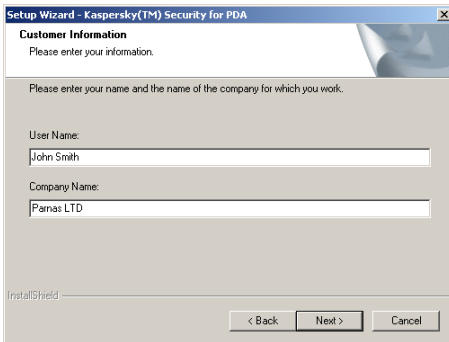 Setup Wizard - Kaspersky(TM) Security for PDA
Customer Information
Please enter your information.
Please enter your name and the name of the company for which you work.
User Name:
John Smith
Company Name:
Parnas LTD
InstallShield
< Back Next > Cancel